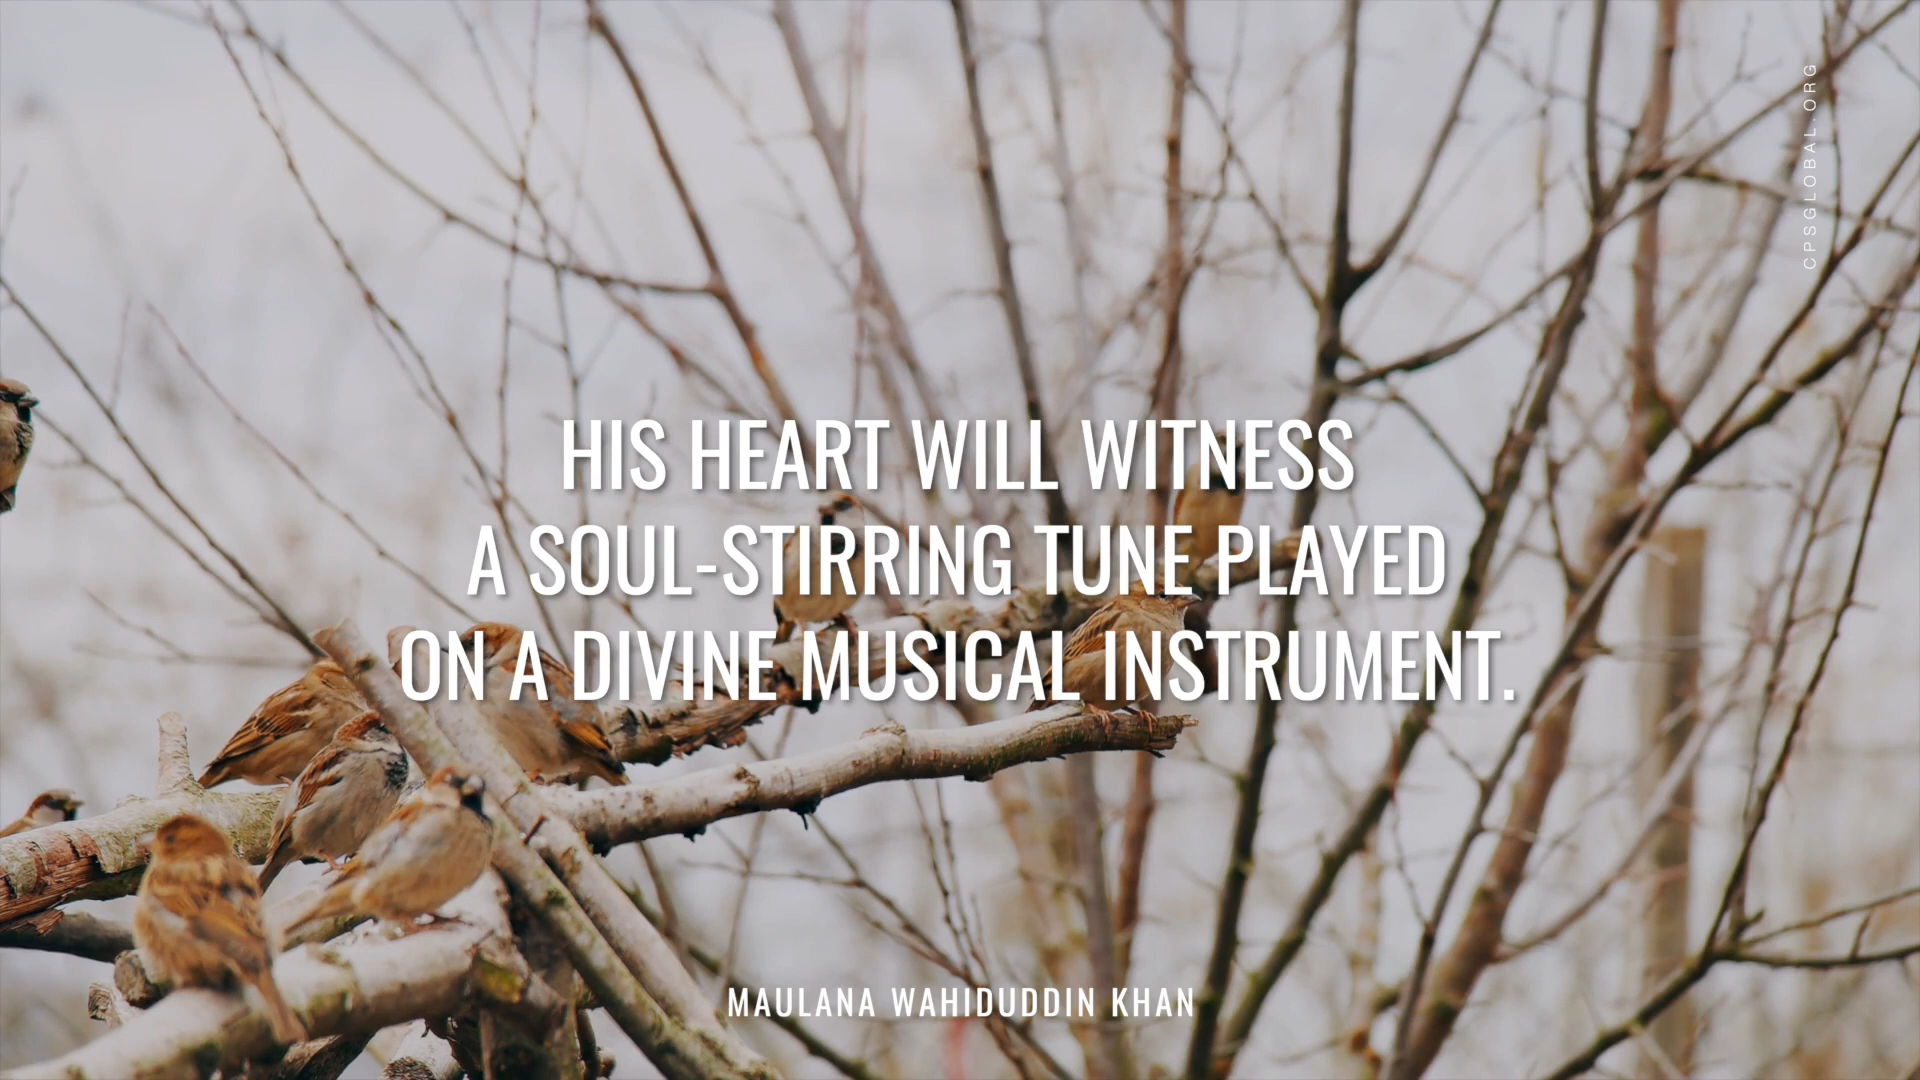 HIS HEART WILL WITNESS
A SOUL-STIRRING TUNE PLAYED
ON A DIVINE MUSICAL INSTRUMENT.
MAULANA WAHIDUDDIN KHAN
CPSGLOBAL.ORG